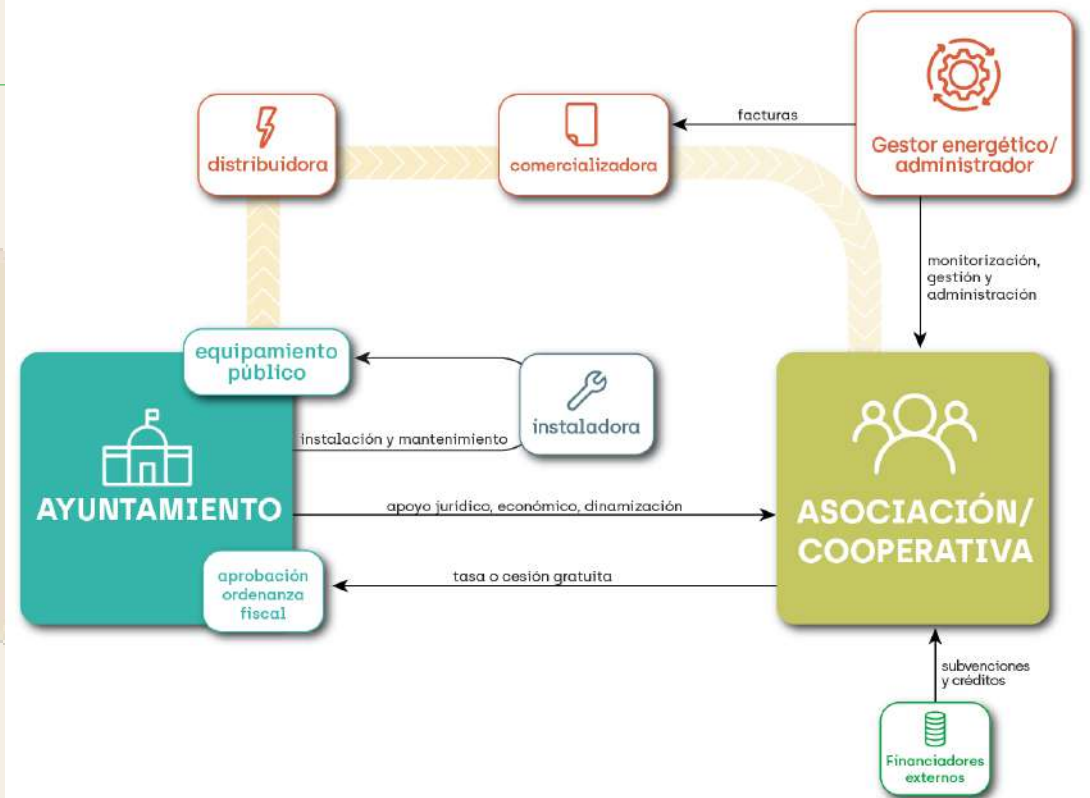 facturas
Gestor energético/
administrador
distribuidora
comercializadora
monitorización,
gestión y
administración
equipamiento
público
instaladora
instalación y mantenimiento
AYUNTAMIENTO
apoyo jurídico, económico, dinamización
ASOCIACIÓN/
COOPERATIVA
aprobación
ordenanza
fiscal
tasa o cesión gratuita
subvenciones
y créditos
Financiadores
externos